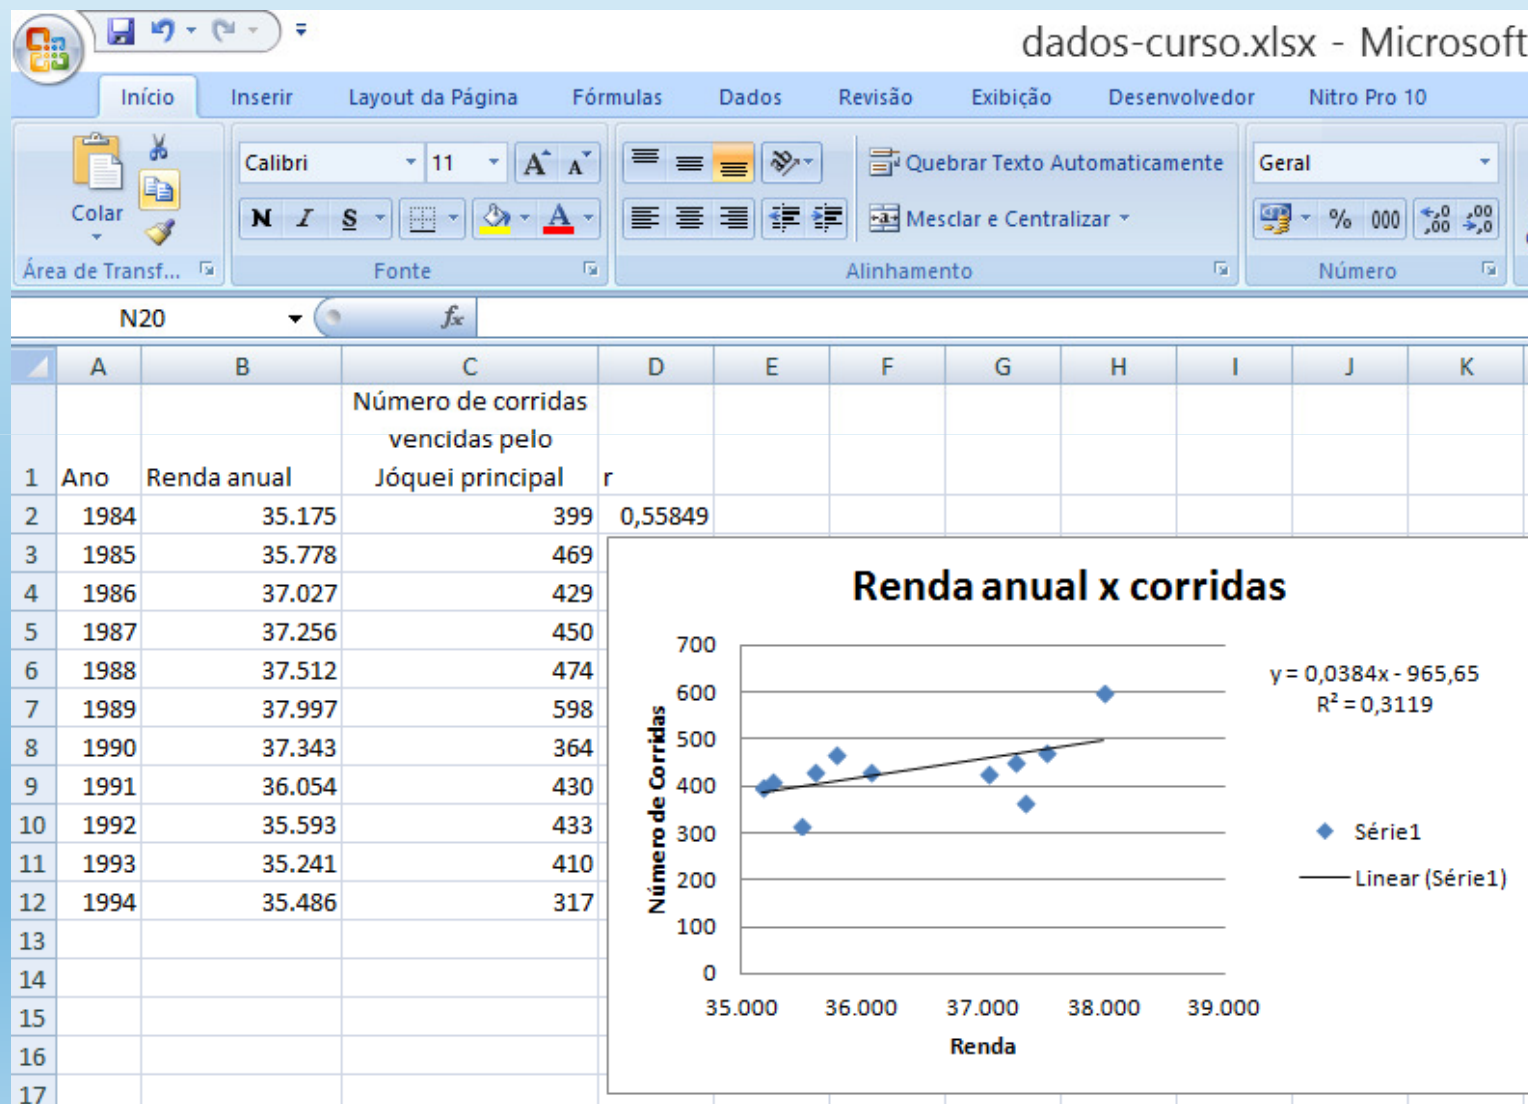 dados-curso.xlsx - Microsoft
Início Inserir Layout da Página Fórmulas Dados Revisão Exibição Desenvolvedor Nitro Pro 10
Colar
Calibri 11 A A
Quebrar Texto Automaticamente
Geral
N I S A
Mesclar e Centralizar
% 000 ,0 ,00 ,00 ,0
Área de Transf... Fonte Alinhamento Número
N20 fx
A B C D E F G H I J K
Número de corridas
vencidas pelo
1 Ano Renda anual Jóquei principal r
2 1984 35.175 399 0,55849
3 1985 35.778 469
4 1986 37.027 429
5 1987 37.256 450
6 1988 37.512 474
7 1989 37.997 598
8 1990 37.343 364
9 1991 36.054 430
10 1992 35.593 433
11 1993 35.241 410
12 1994 35.486 317
13
14
15
16
17
Renda anual x corridas
Número de Corridas
700
600
500
400
300
200
100
0
35.000 36.000 37.000 38.000 39.000
Renda
y = 0,0384x - 965,65
R² = 0,3119
Série1
Linear (Série1)